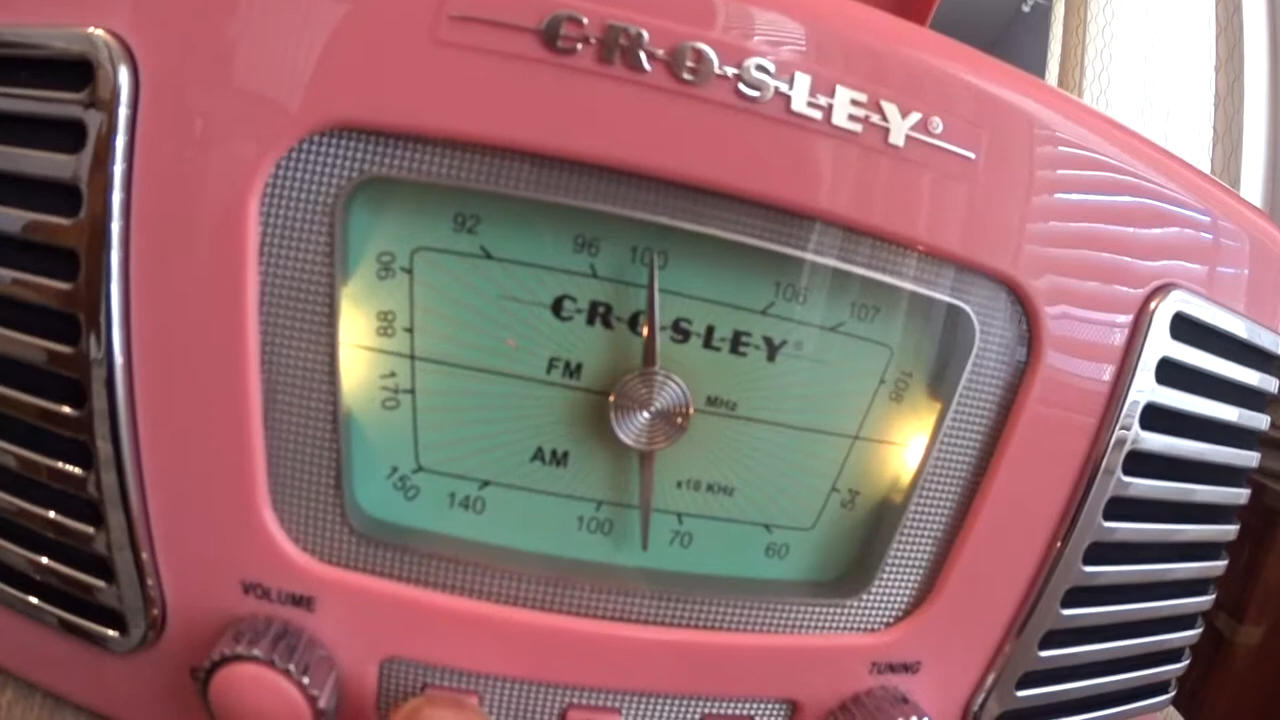 CROSLEY®
92 96 100 106 107
90 88 170
CROSLEY®
108
FM
MHz
AM
x10 KHz
54
150 140 100 70 60
VOLUME
TUNING